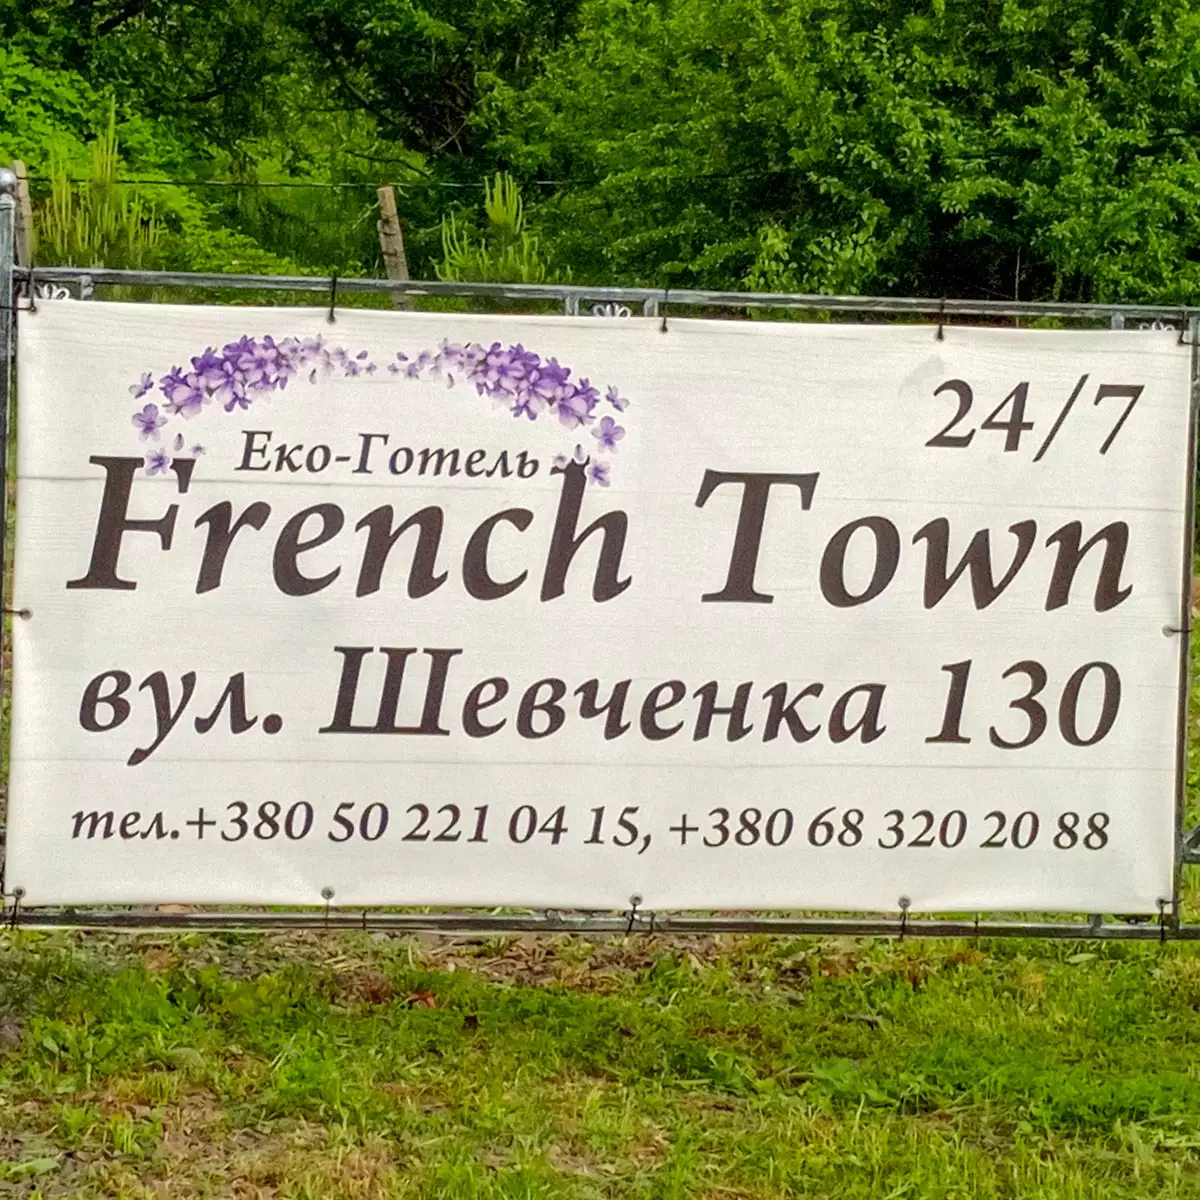 24/7
Еко-Готель
French Town
вул. Шевченка 130
тел.+380 50 221 04 15, +380 68 320 20 88